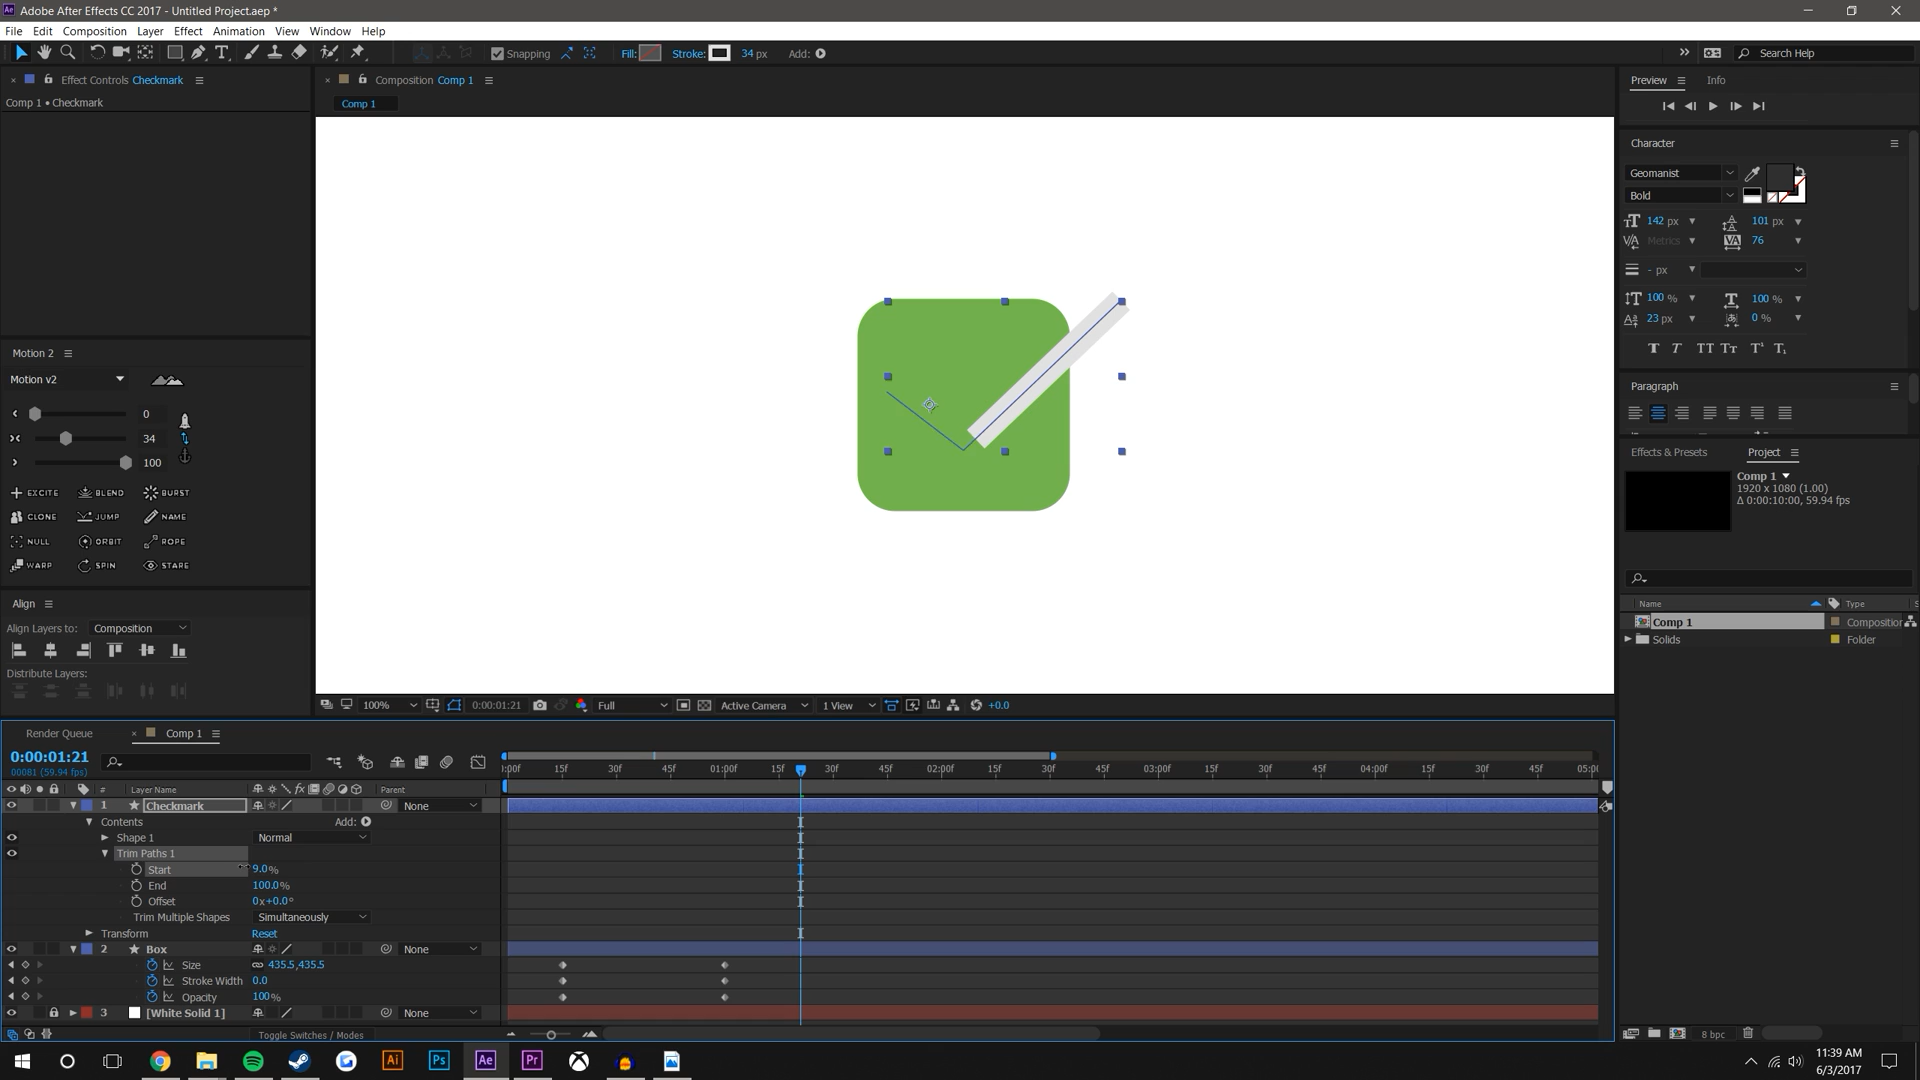 Adobe After Effects CC 2017 - Untitled Project.aep *
File Edit Composition Layer Effect Animation View Window Help
Snapping Fill: Stroke: 34 px Add: Search Help
Effect Controls Checkmark
Comp 1 • Checkmark
Composition Comp 1
Comp 1
Preview Info
Character
Geomanist
Bold
142 px 101 px
Metrics 76
- px
100 % 100 %
23 px 0 %
Paragraph
Effects & Presets Project
Comp 1
1920 x 1080 (1.00)
Δ 0:00:10:00, 59.94 fps
Name Type
Comp 1 Composition
Solids Folder
8 bpc
Motion 2
Motion v2
0
34
100
EXCITE BLEND BURST
CLONE JUMP NAME
NULL ORBIT ROPE
WARP SPIN STARE
Align
Align Layers to: Composition
Distribute Layers:
100% 0:00:01:21 Full Active Camera 1 View +0.0
Render Queue Comp 1
0:00:01:21
00081 (59.94 fps)
:00f 15f 30f 45f 01:00f 15f 30f 45f 02:00f 15f 30f 45f 03:00f 15f 30f 45f 04:00f 15f 30f 45f 05:00
# Layer Name Parent
1 Checkmark None
Contents Add:
Shape 1 Normal
Trim Paths 1
Start 9.0%
End 100.0%
Offset 0x+0.0°
Trim Multiple Shapes Simultaneously
Transform Reset
2 Box None
Size 435.5,435.5
Stroke Width 0.0
Opacity 100%
3 [White Solid 1] None
Toggle Switches / Modes
11:39 AM
6/3/2017